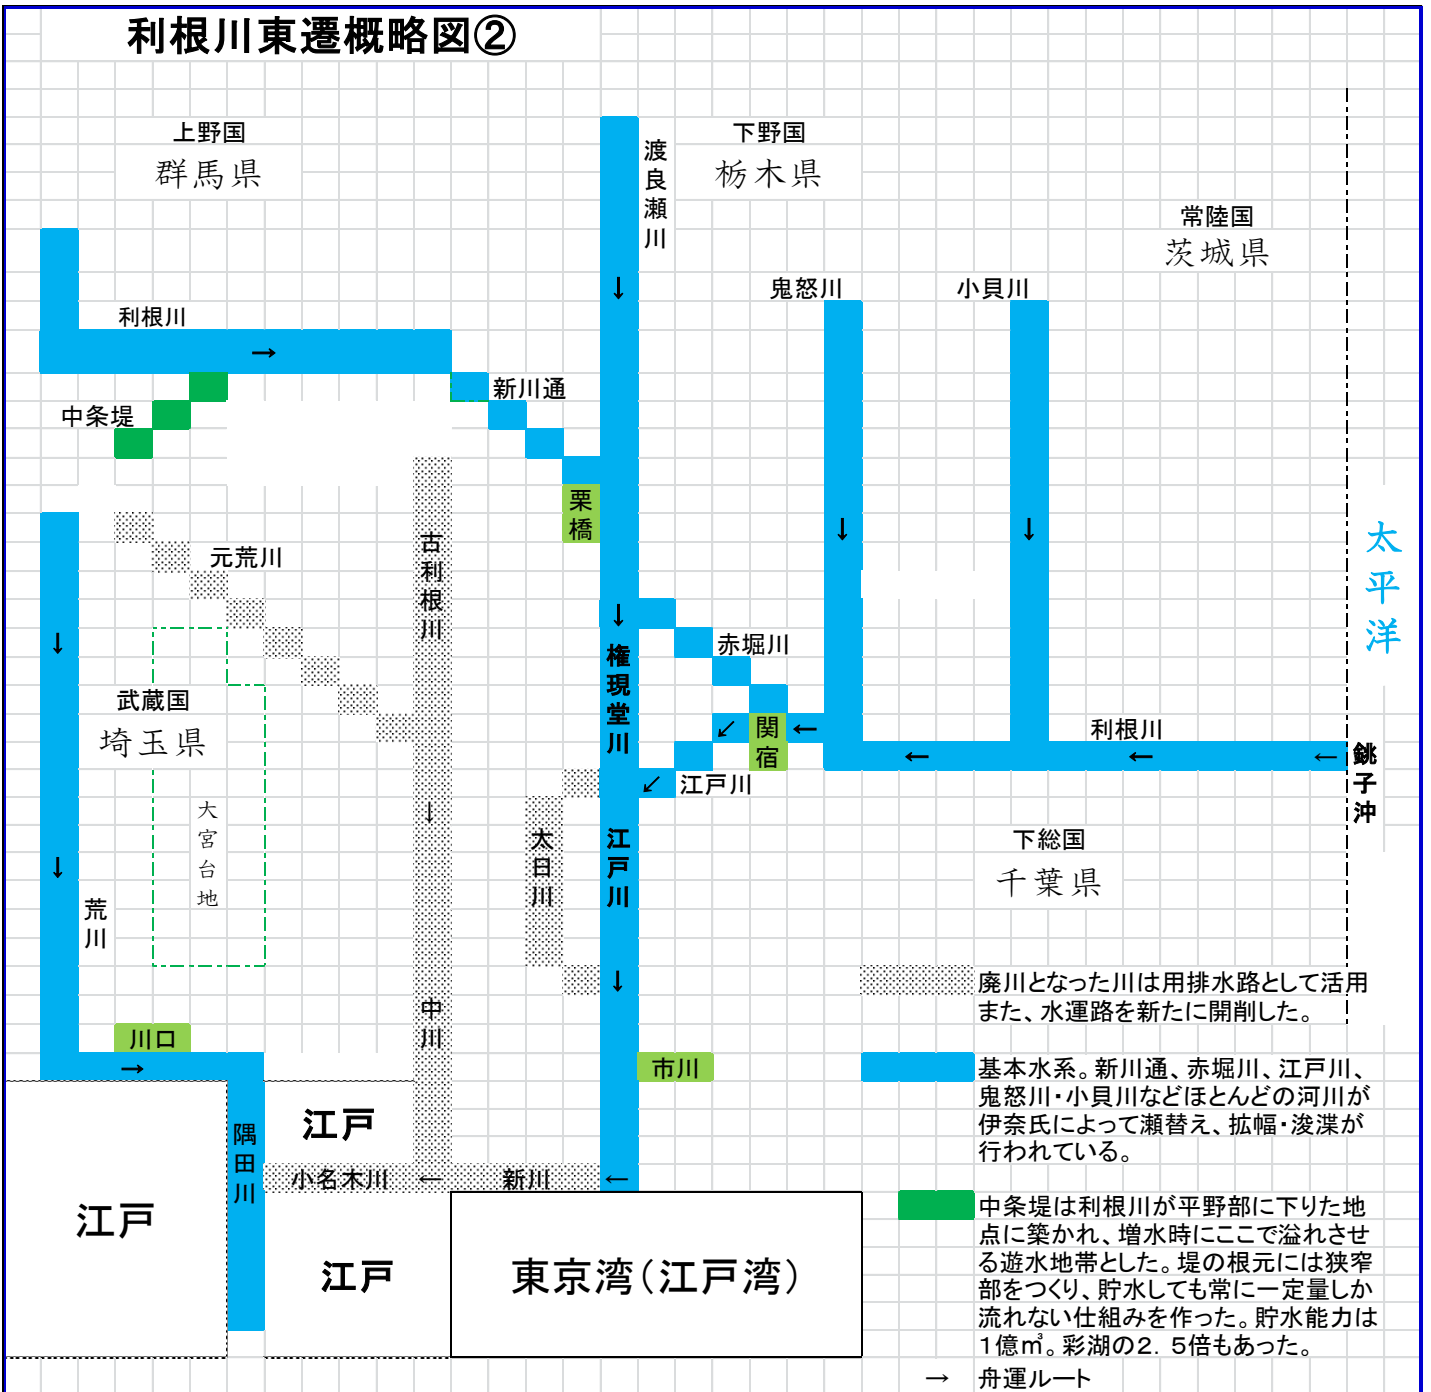 利根川東遷概略図②
上野国
群馬県
下野国
栃木県
渡良瀬川
常陸国
茨城県
鬼怒川
小貝川
利根川
→
↓
新川通
中条堤
栗橋
古利根川
元荒川
↓
↓
太平洋
↓
↓
権現堂川
赤堀川
武蔵国
埼玉県
関宿
↙
←
利根川
←
←
←
銚子沖
↙
江戸川
大宮台地
↓
太日川
江戸川
下総国
千葉県
↓
荒川
↓
廃川となった川は用排水路として活用
また、水運路を新たに開削した。
中川
川口
→
市川
基本水系。新川通、赤堀川、江戸川、
鬼怒川・小貝川などほとんどの河川が
伊奈氏によって瀬替え、拡幅・浚渫が
行われている。
江戸
隅田川
小名木川
←
新川
←
江戸
江戸
東京湾(江戸湾)
中条堤は利根川が平野部に下りた地
点に築かれ、増水時にここで溢れさせ
る遊水地帯とした。堤の根元には狭窄
部をつくり、貯水しても常に一定量しか
流れない仕組みを作った。貯水能力は
1億㎥。彩湖の2.5倍もあった。
→ 舟運ルート